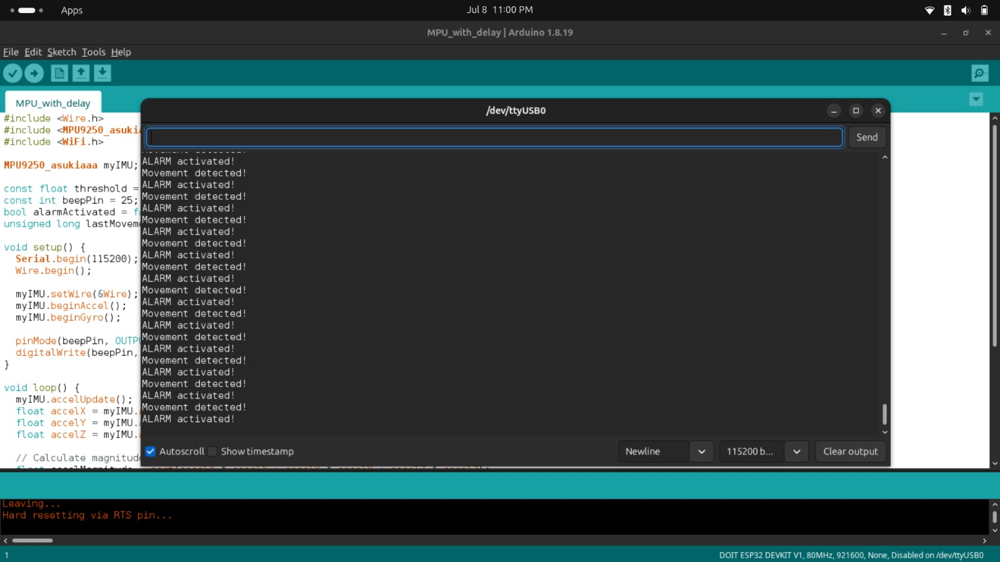 Apps
Jul 8 11:00 PM
MPU_with_delay | Arduino 1.8.19
File Edit Sketch Tools Help
MPU_with_delay
#include <Wire.h>
#include <MPU9250_asukia
#include <WiFi.h>
MPU9250_asukiaaa myIMU;
const float threshold =
const int beepPin = 25;
bool alarmActivated = f
unsigned long lastMovem
void setup() {
Serial.begin(115200);
Wire.begin();
myIMU.setWire(&Wire);
myIMU.beginAccel();
myIMU.beginGyro();
pinMode(beepPin, OUTP
digitalWrite(beepPin,
}
void loop() {
myIMU.accelUpdate();
float accelX = myIMU.
float accelY = myIMU.
float accelZ = myIMU.
// Calculate magnitud
/dev/ttyUSB0
Send
Movement detected!
ALARM activated!
Movement detected!
ALARM activated!
Movement detected!
ALARM activated!
Movement detected!
ALARM activated!
Movement detected!
ALARM activated!
Movement detected!
ALARM activated!
Movement detected!
ALARM activated!
Movement detected!
ALARM activated!
Movement detected!
ALARM activated!
Movement detected!
ALARM activated!
Movement detected!
ALARM activated!
Movement detected!
ALARM activated!
Autoscroll Show timestamp
Newline
115200 b...
Clear output
Leaving...
Hard resetting via RTS pin...
1
DOIT ESP32 DEVKIT V1, 80MHz, 921600, None, Disabled on /dev/ttyUSB0